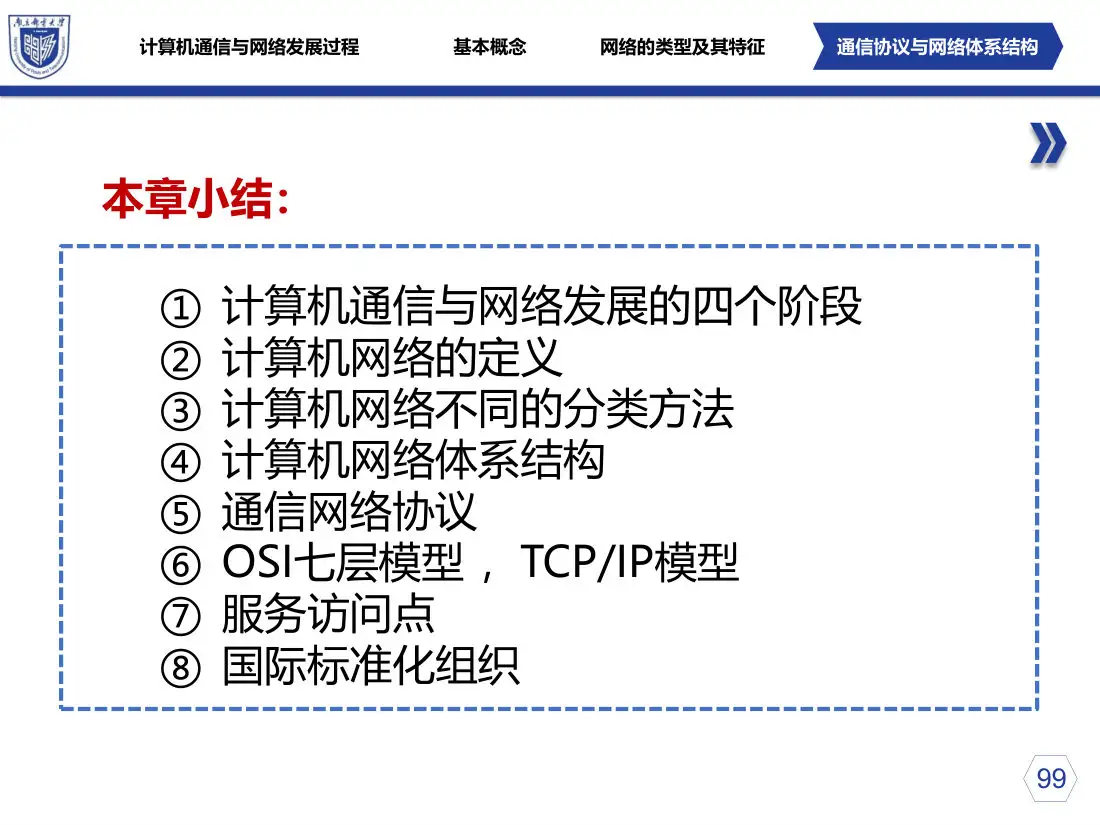 南京邮电大学
计算机通信与网络发展过程 基本概念 网络的类型及其特征 通信协议与网络体系结构
本章小结：
① 计算机通信与网络发展的四个阶段
② 计算机网络的定义
③ 计算机网络不同的分类方法
④ 计算机网络体系结构
⑤ 通信网络协议
⑥ OSI七层模型 ，TCP/IP模型
⑦ 服务访问点
⑧ 国际标准化组织
99